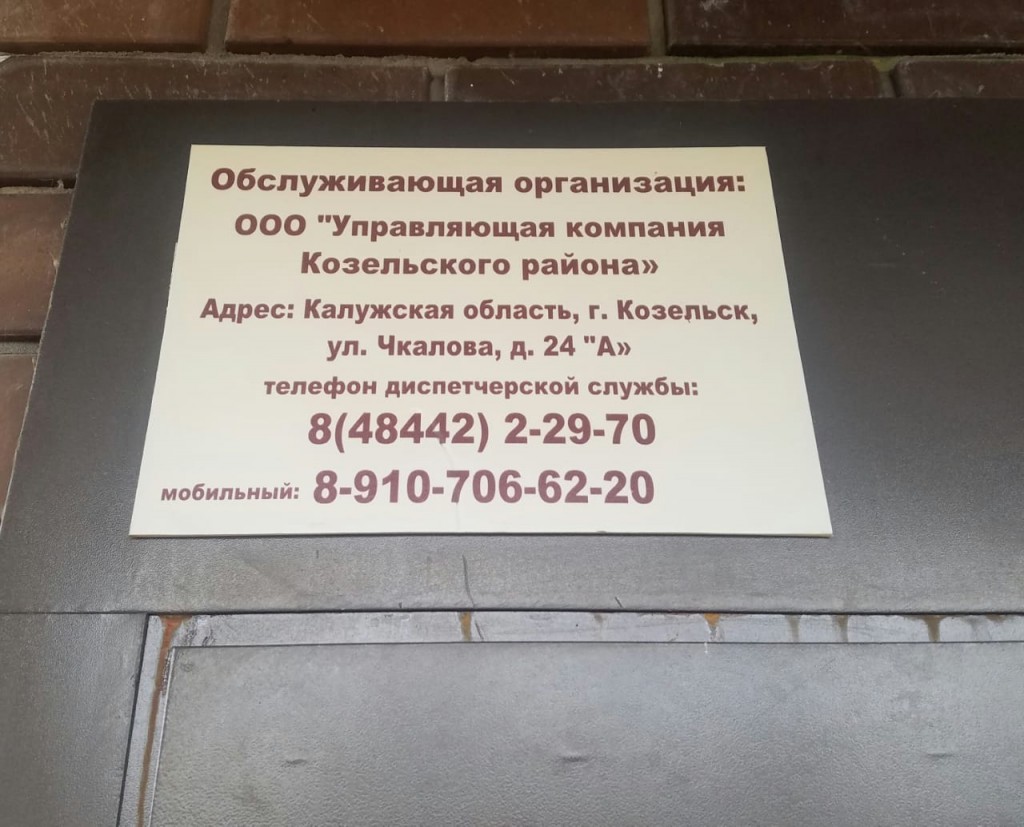 Обслуживающая организация:
ООО "Управляющая компания
Козельского района»
Адрес: Калужская область, г. Козельск,
ул. Чкалова, д. 24 "А»
телефон диспетчерской службы:
8(48442) 2-29-70
мобильный: 8-910-706-62-20